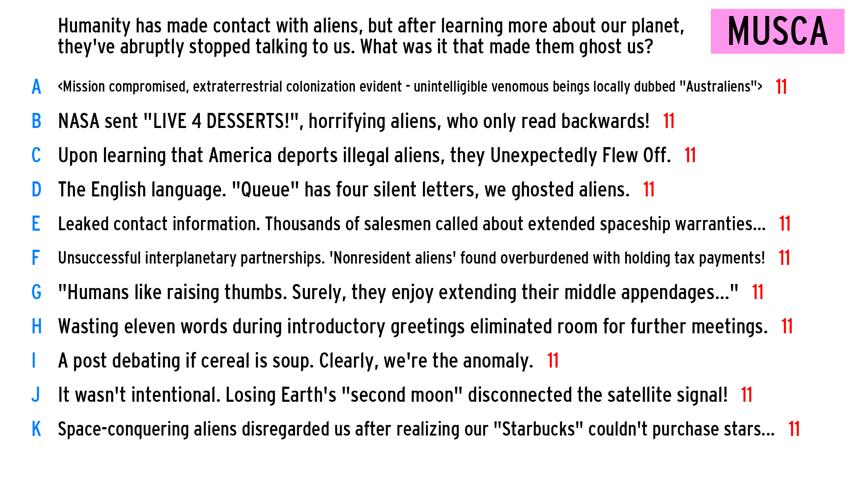 Humanity has made contact with aliens, but after learning more about our planet,
they've abruptly stopped talking to us. What was it that made them ghost us?
MUSCA
A <Mission compromised, extraterrestrial colonization evident - unintelligible venomous beings locally dubbed "Australiens"> 11
B NASA sent "LIVE 4 DESSERTS!", horrifying aliens, who only read backwards! 11
C Upon learning that America deports illegal aliens, they Unexpectedly Flew Off. 11
D The English language. "Queue" has four silent letters, we ghosted aliens. 11
E Leaked contact information. Thousands of salesmen called about extended spaceship warranties... 11
F Unsuccessful interplanetary partnerships. 'Nonresident aliens' found overburdened with holding tax payments! 11
G "Humans like raising thumbs. Surely, they enjoy extending their middle appendages..." 11
H Wasting eleven words during introductory greetings eliminated room for further meetings. 11
I A post debating if cereal is soup. Clearly, we're the anomaly. 11
J It wasn't intentional. Losing Earth's "second moon" disconnected the satellite signal! 11
K Space-conquering aliens disregarded us after realizing our "Starbucks" couldn't purchase stars... 11